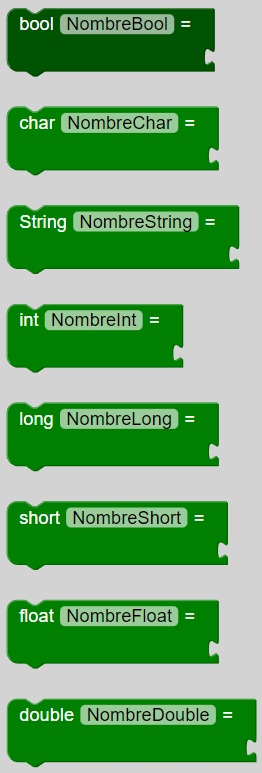 bool NombreBool =
char NombreChar =
String NombreString =
int NombreInt =
long NombreLong =
short NombreShort =
float NombreFloat =
double NombreDouble =